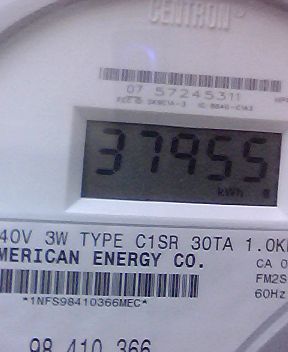 CENTRON®
07 57245311
37955
kWh
40V 3W TYPE C1SR 30TA 1.0K
MERICAN ENERGY CO.
CA 0
FM2S
60Hz
*1NFS98410366MEC*
98 410 366